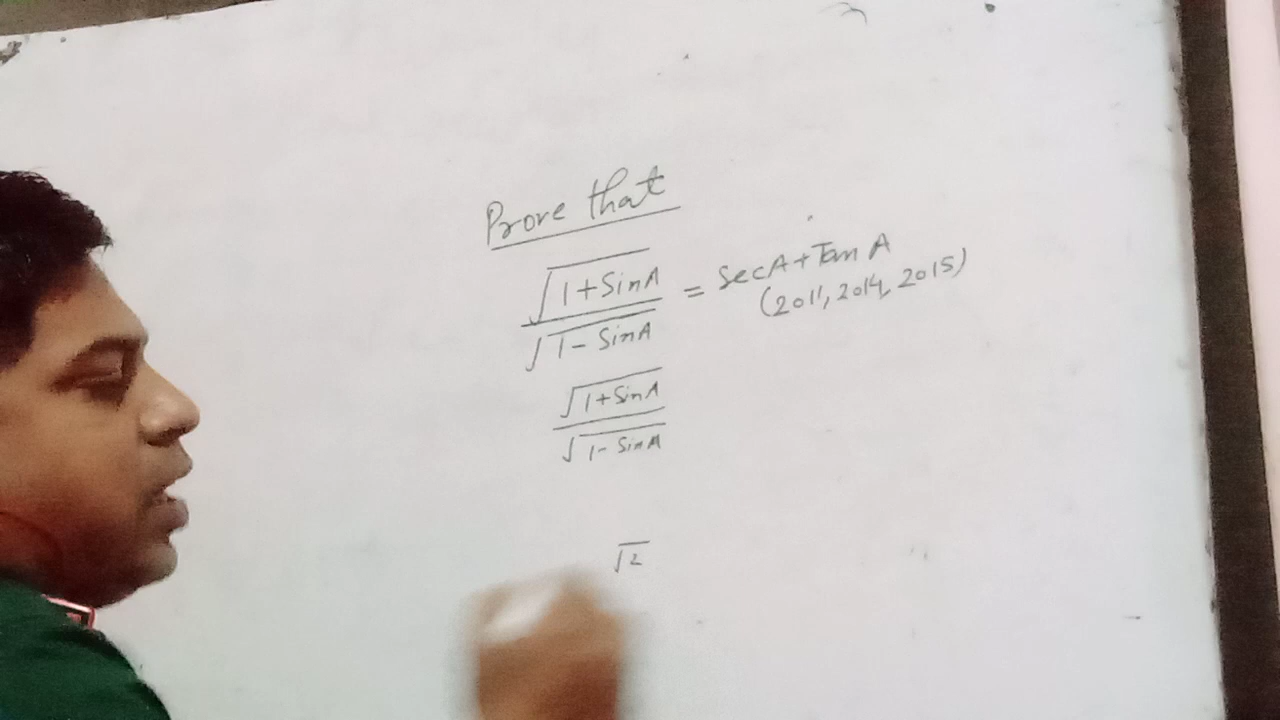 Prove that
√1+SinA = SecA+TanA
√1-SinA
(2011, 2014, 2015)
√1+SinA
√1-SinA
√2